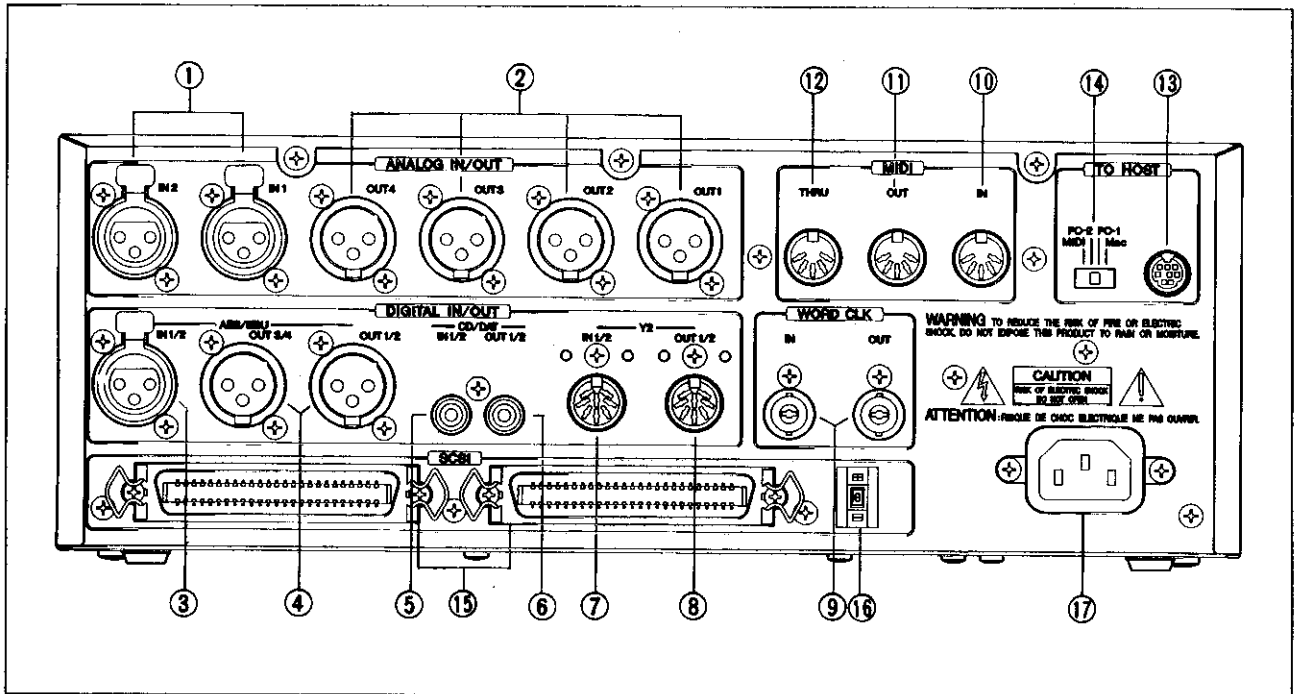 ① ② ⑫ ⑪ ⑩ ⑭ ⑬
ANALOG IN/OUT
IN 2 IN 1 OUT4 OUT3 OUT2 OUT1
MIDI
THRU OUT IN
TO HOST
PC-2 PC-1
MIDI Mac
DIGITAL IN/OUT
AES/EBU
IN 1/2 OUT 3/4 OUT 1/2
CD/DAT
IN 1/2 OUT 1/2
Y2
IN 1/2 OUT 1/2
WORD CLK
IN OUT
WARNING TO REDUCE THE RISK OF FIRE OR ELECTRIC
SHOCK, DO NOT EXPOSE THIS PRODUCT TO RAIN OR MOISTURE.
CAUTION
RISK OF ELECTRIC SHOCK
DO NOT OPEN
ATTENTION : RISQUE DE CHOC ELECTRIQUE NE PAS OUVRIR.
SCSI
③ ④ ⑤ ⑮ ⑥ ⑦ ⑧ ⑨ ⑯ ⑰